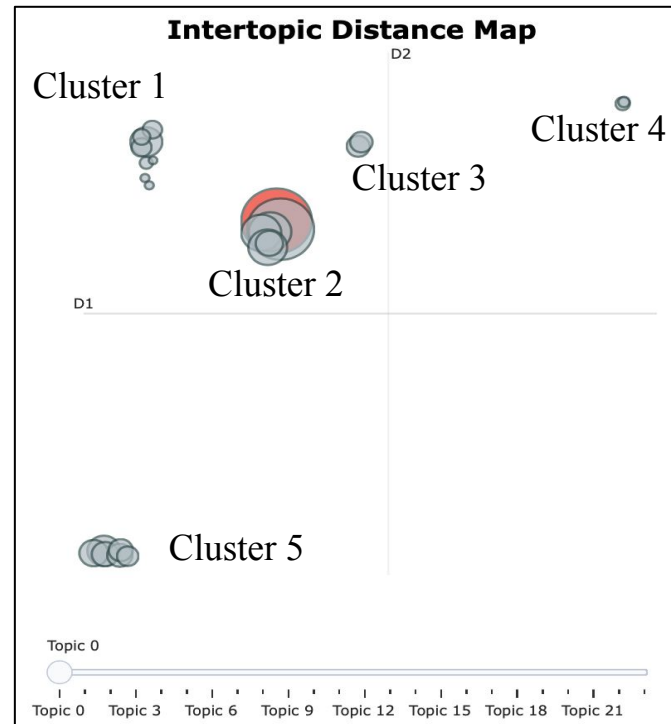 Intertopic Distance Map
D2
Cluster 1
Cluster 4
Cluster 3
Cluster 2
D1
Cluster 5
Topic 0
Topic 0 Topic 3 Topic 6 Topic 9 Topic 12 Topic 15 Topic 18 Topic 21